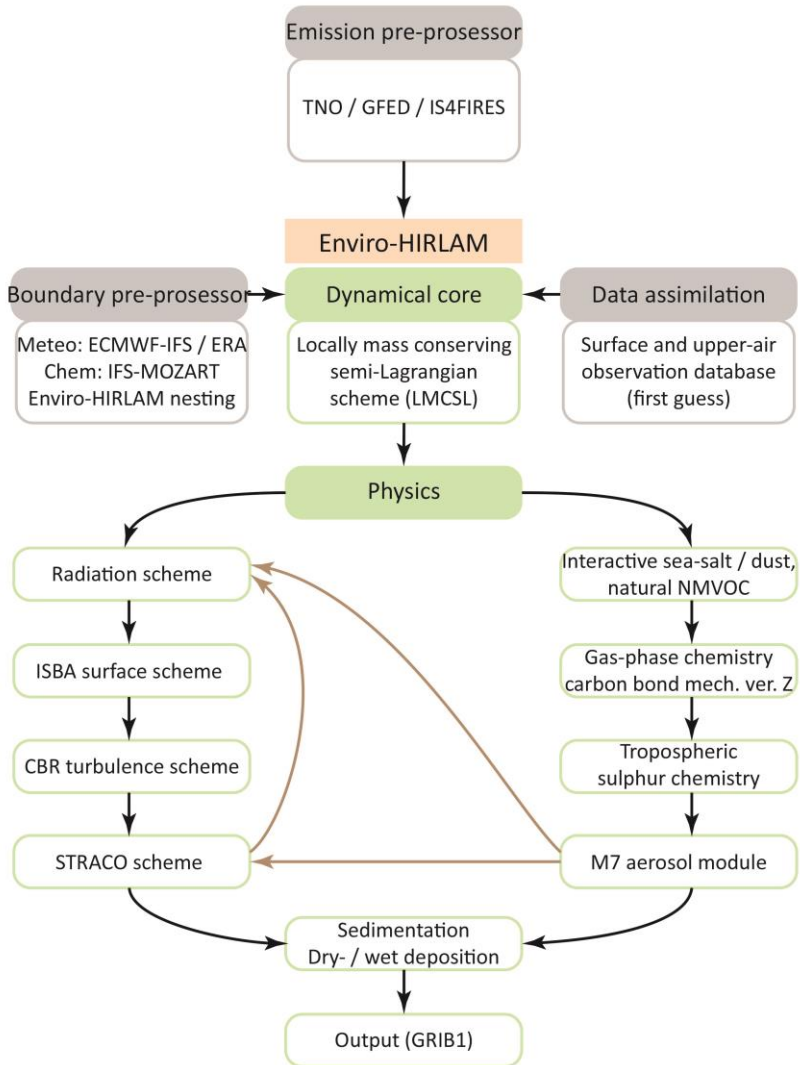 Emission pre-prosessor
TNO / GFED / IS4FIRES
Enviro-HIRLAM
Boundary pre-prosessor
Meteo: ECMWF-IFS / ERA
Chem: IFS-MOZART
Enviro-HIRLAM nesting
Dynamical core
Locally mass conserving
semi-Lagrangian
scheme (LMCSL)
Data assimilation
Surface and upper-air
observation database
(first guess)
Physics
Radiation scheme
ISBA surface scheme
CBR turbulence scheme
STRACO scheme
Interactive sea-salt / dust,
natural NMVOC
Gas-phase chemistry
carbon bond mech. ver. Z
Tropospheric
sulphur chemistry
M7 aerosol module
Sedimentation
Dry- / wet deposition
Output (GRIB1)